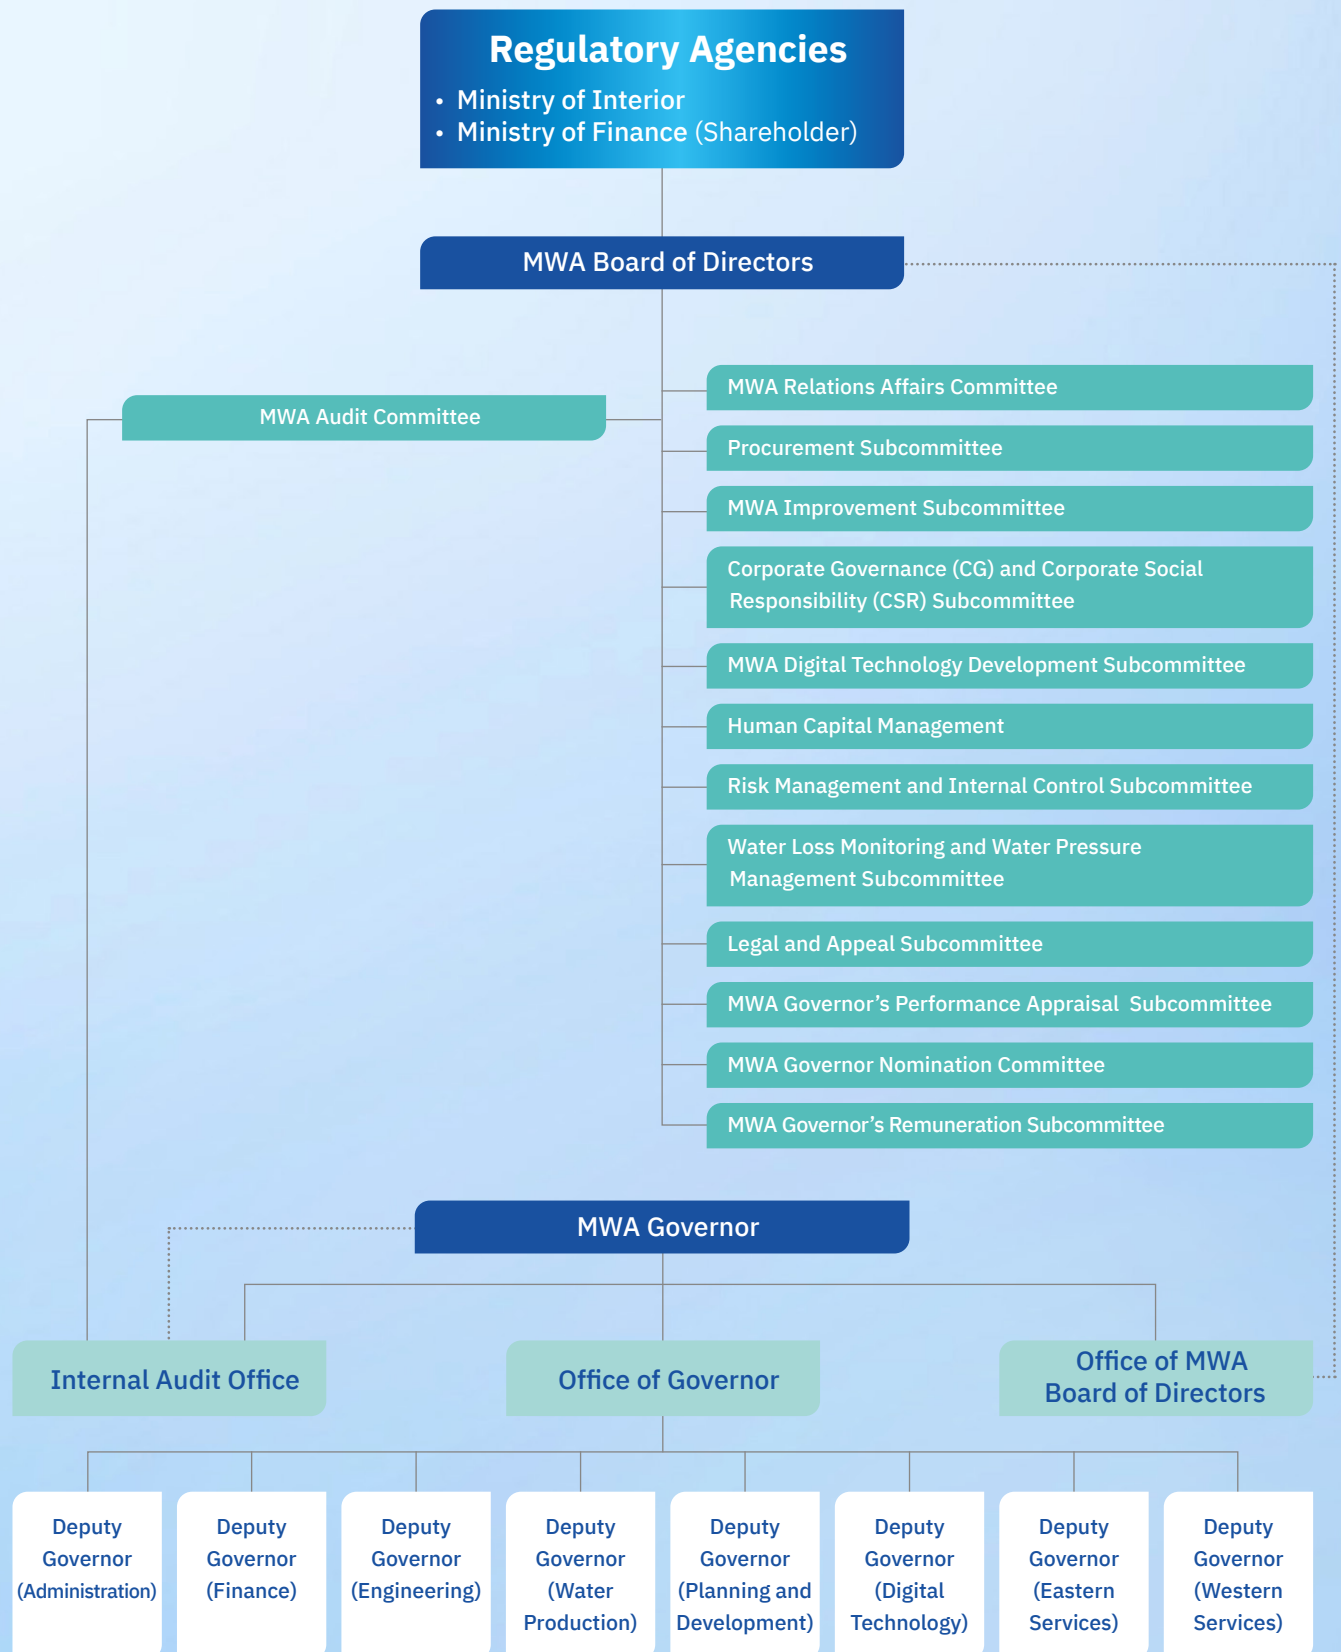 Regulatory Agencies
• Ministry of Interior
• Ministry of Finance (Shareholder)
MWA Board of Directors
MWA Audit Committee
MWA Relations Affairs Committee
Procurement Subcommittee
MWA Improvement Subcommittee
Corporate Governance (CG) and Corporate Social
Responsibility (CSR) Subcommittee
MWA Digital Technology Development Subcommittee
Human Capital Management
Risk Management and Internal Control Subcommittee
Water Loss Monitoring and Water Pressure
Management Subcommittee
Legal and Appeal Subcommittee
MWA Governor’s Performance Appraisal Subcommittee
MWA Governor Nomination Committee
MWA Governor’s Remuneration Subcommittee
MWA Governor
Internal Audit Office
Office of Governor
Office of MWA
Board of Directors
Deputy
Governor
(Administration)
Deputy
Governor
(Finance)
Deputy
Governor
(Engineering)
Deputy
Governor
(Water
Production)
Deputy
Governor
(Planning and
Development)
Deputy
Governor
(Digital
Technology)
Deputy
Governor
(Eastern
Services)
Deputy
Governor
(Western
Services)